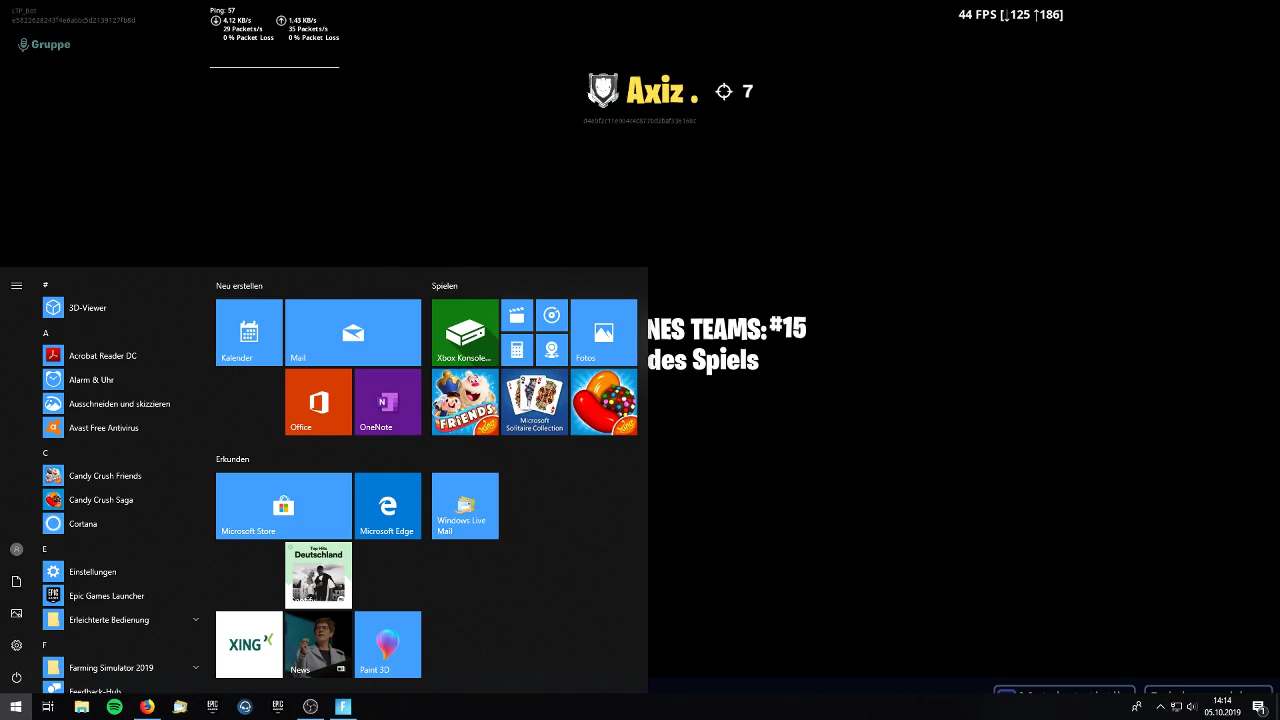 LTP_Bot
Gruppe
Ping: 57
4,12 KB/s
1,43 KB/s
29 Packets/s
35 Packets/s
0 % Packet Loss
0 % Packet Loss
44 FPS [↓125 ↑186]
Axiz .
7
NES TEAMS: #15
des Spiels
#
3D-Viewer
A
Acrobat Reader DC
Alarm & Uhr
Ausschneiden und skizzieren
Avast Free Antivirus
C
Candy Crush Friends
Candy Crush Saga
Cortana
E
Einstellungen
Epic Games Launcher
Erleichterte Bedienung
F
Farming Simulator 2019
Feedback-Hub
Neu erstellen
Kalender
Mail
Office
OneNote
Erkunden
Microsoft Store
Microsoft Edge
Top Hits
Deutschland
XING
News
Paint 3D
Spielen
Xbox Konsole...
Fotos
FRIENDS
Microsoft
Solitaire Collection
Windows Live
Mail
EPIC
EPIC
14:14
05.10.2019